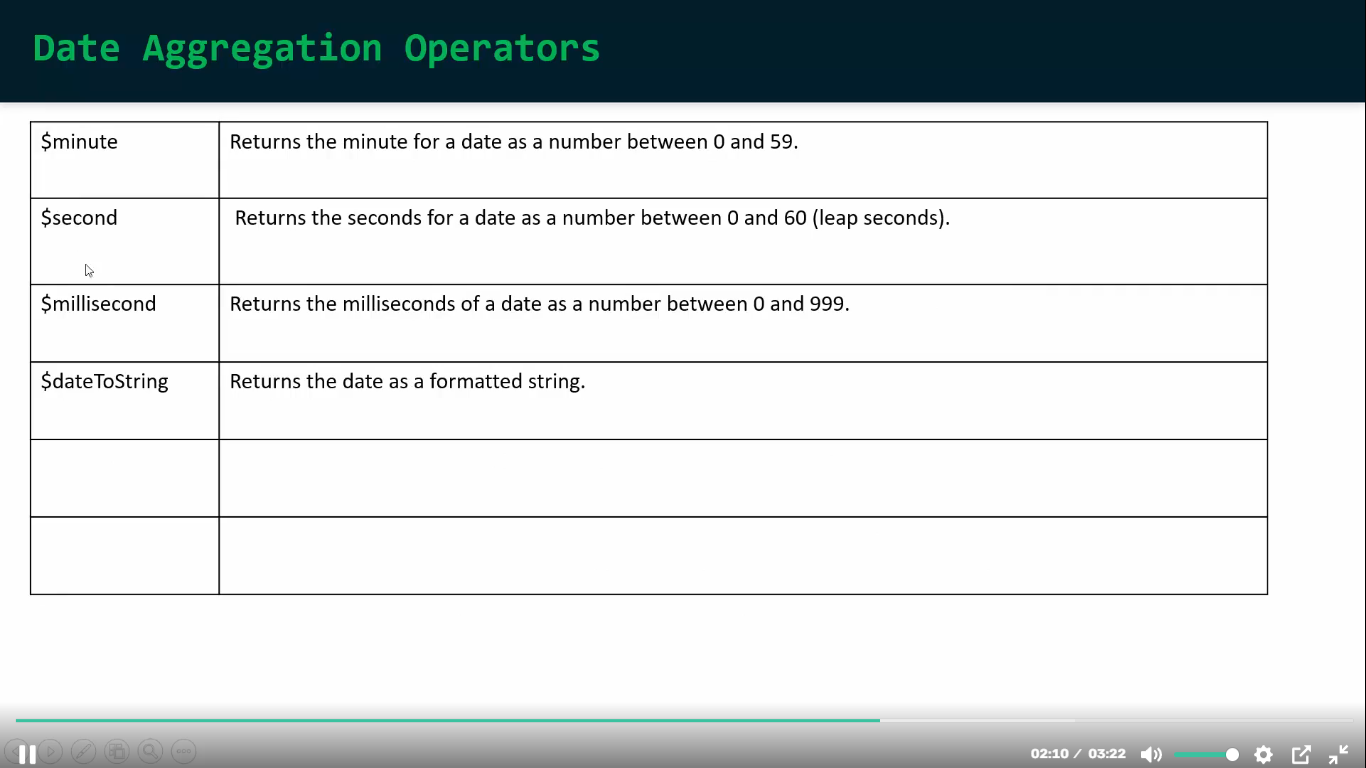 Date Aggregation Operators
$minute
Returns the minute for a date as a number between 0 and 59.
$second
Returns the seconds for a date as a number between 0 and 60 (leap seconds).
$millisecond
Returns the milliseconds of a date as a number between 0 and 999.
$dateToString
Returns the date as a formatted string.
02:10 / 03:22